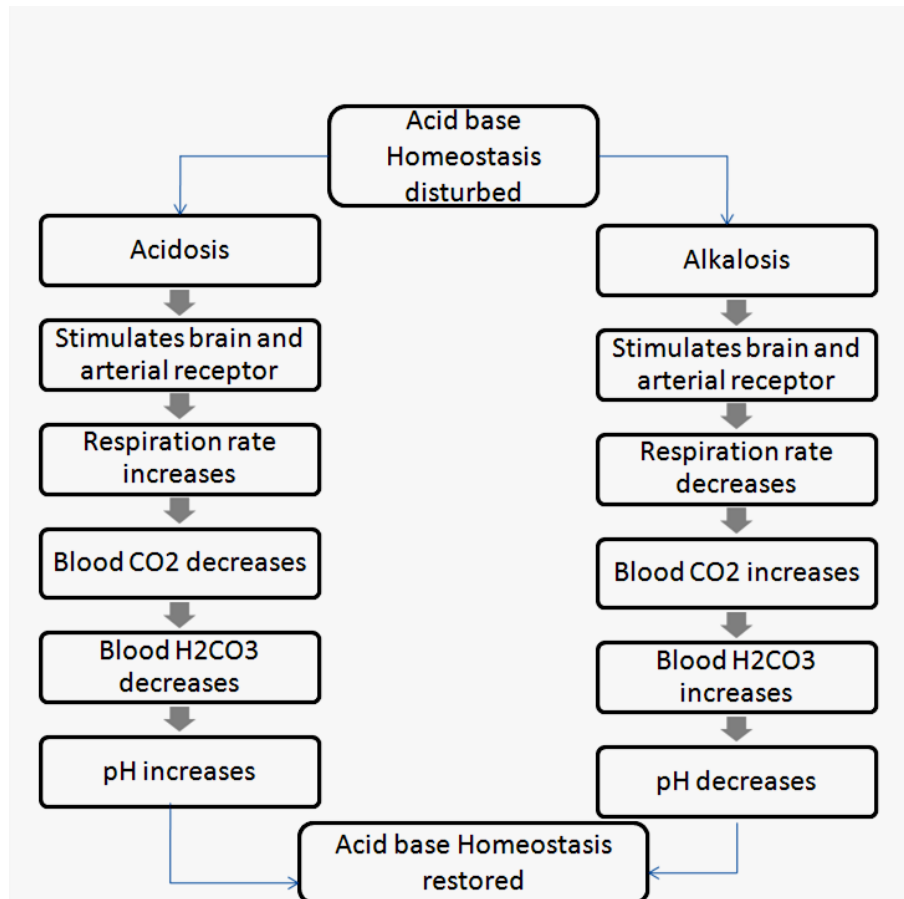 Acid base
Homeostasis
disturbed
Acidosis
Stimulates brain and
arterial receptor
Respiration rate
increases
Blood CO2 decreases
Blood H2CO3
decreases
pH increases
Alkalosis
Stimulates brain and
arterial receptor
Respiration rate
decreases
Blood CO2 increases
Blood H2CO3
increases
pH decreases
Acid base Homeostasis
restored